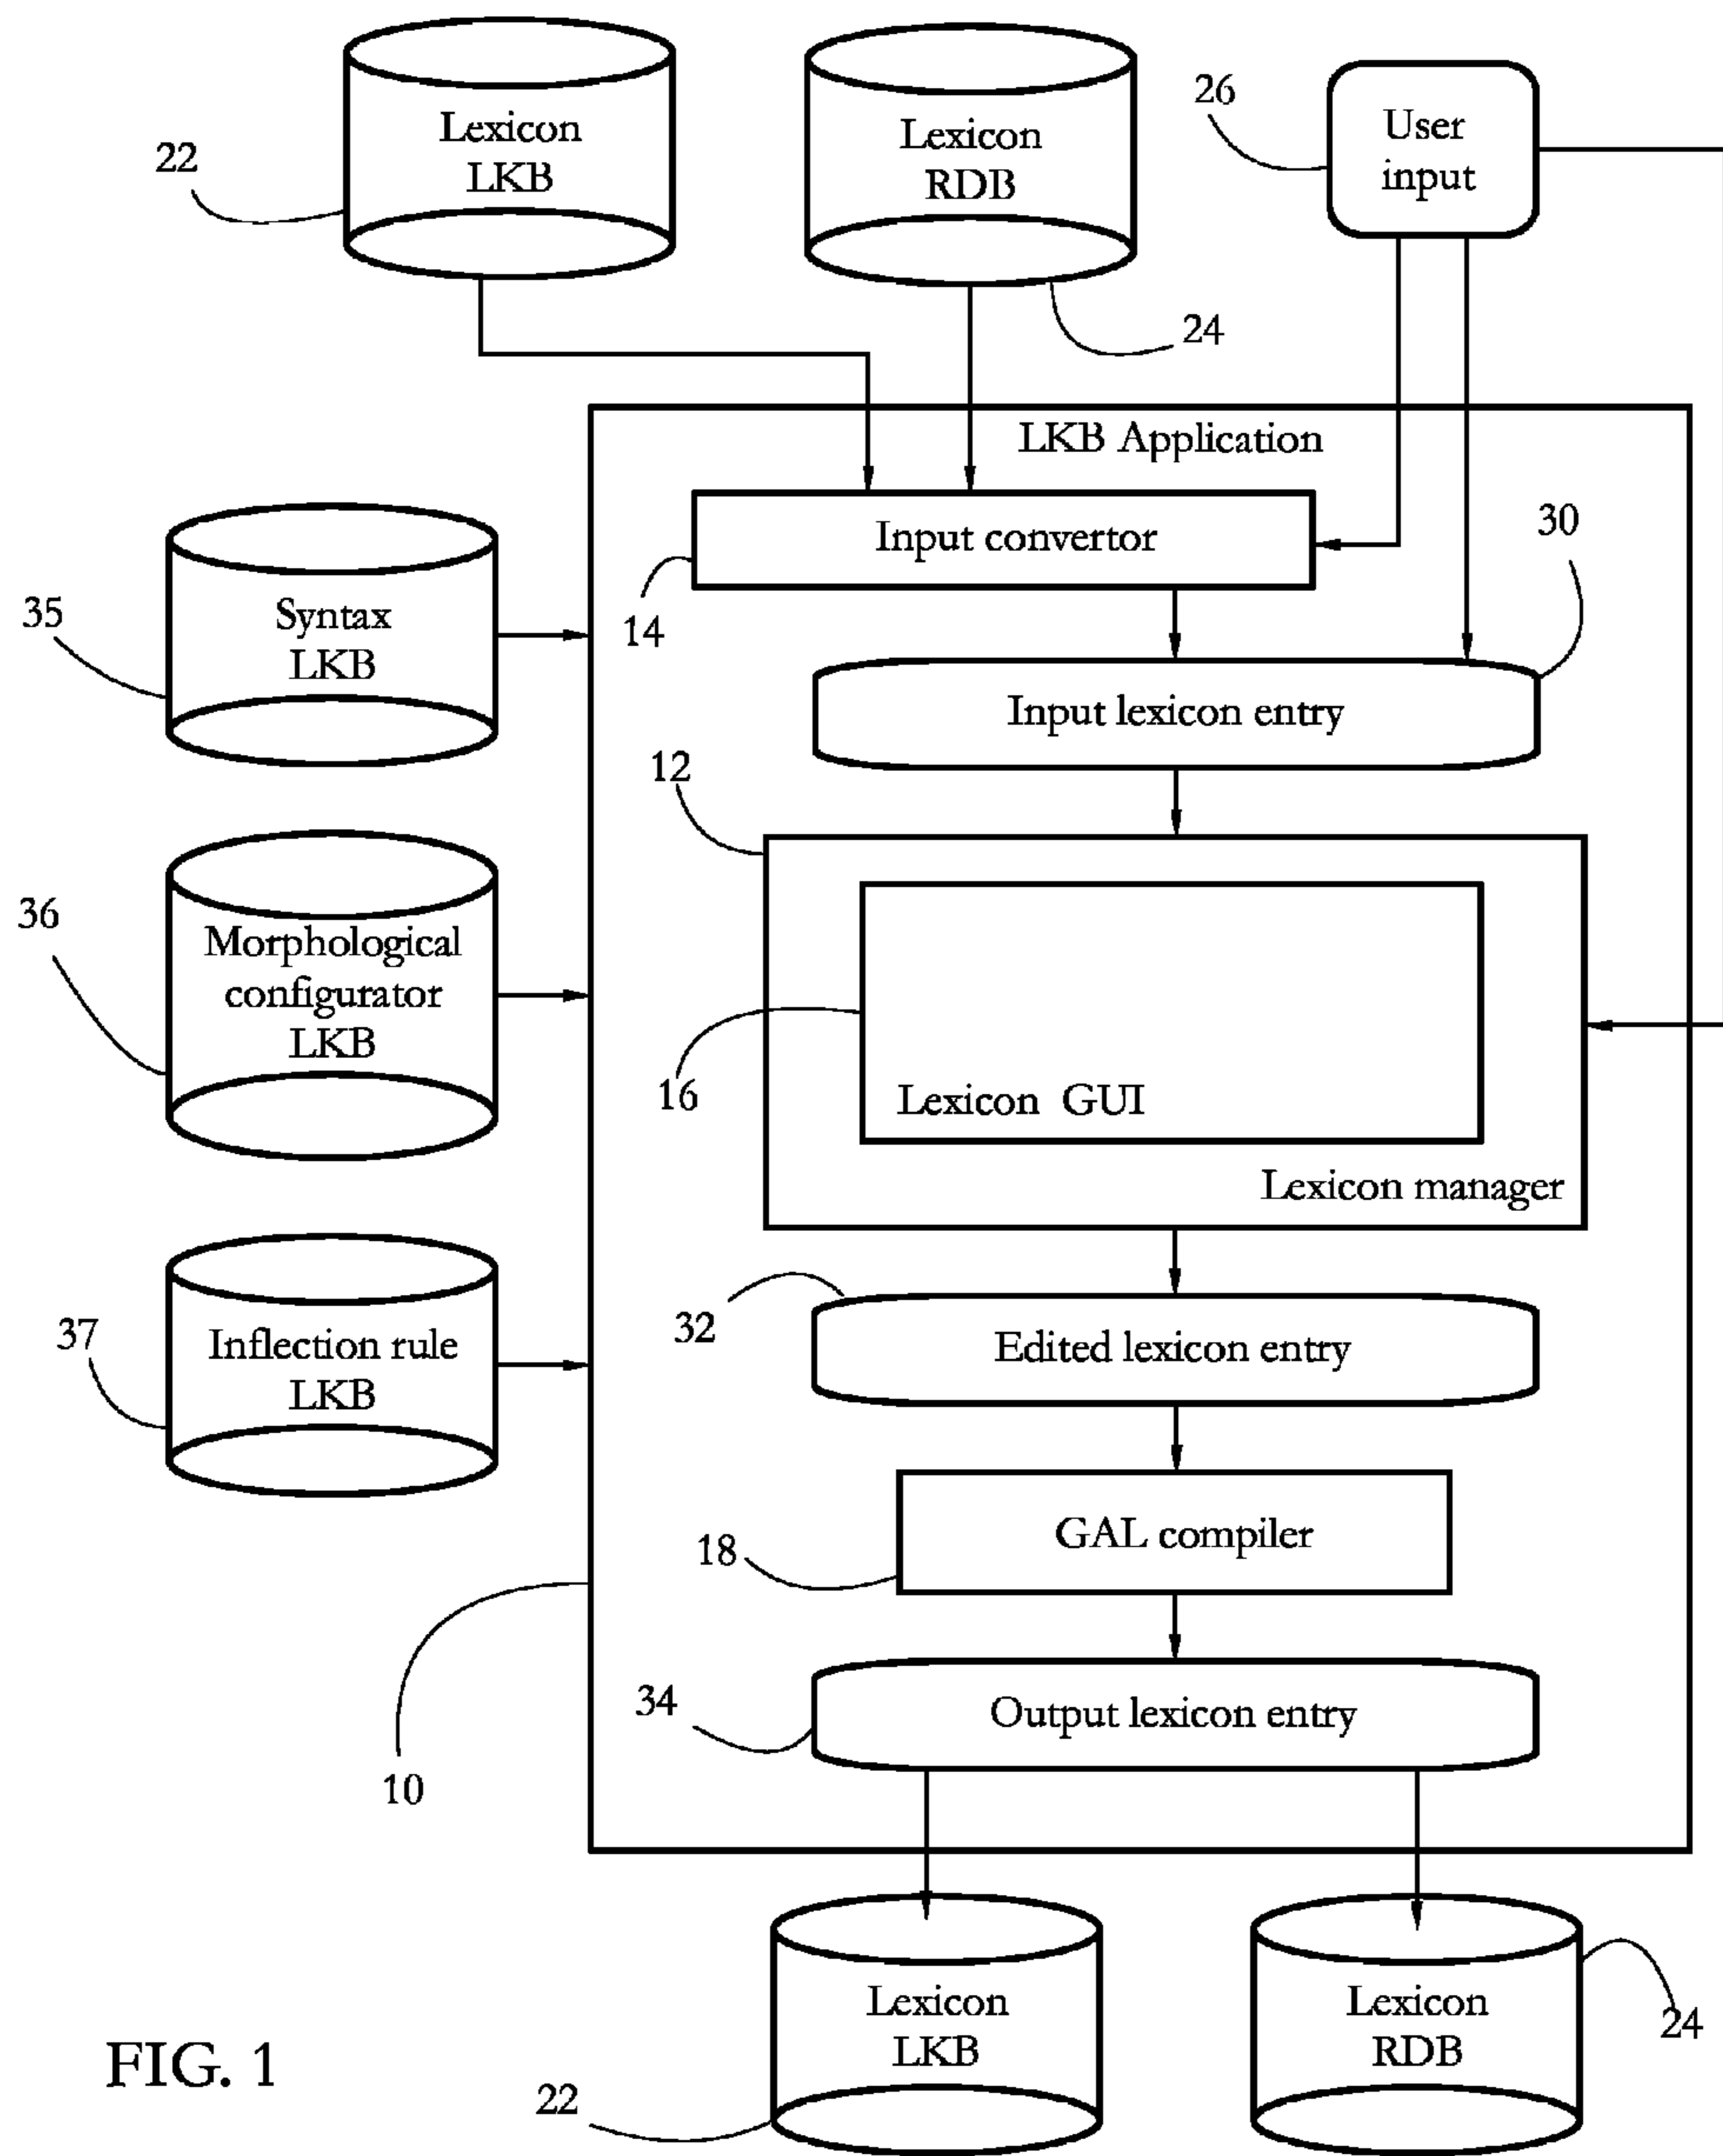 Lexicon
LKB
22
Lexicon
RDB
24
User
input
26
LKB Application
Input convertor
14
30
Input lexicon entry
Syntax
LKB
35
12
Morphological
configurator
LKB
36
16
Lexicon GUI
Lexicon manager
Inflection rule
LKB
37
32
Edited lexicon entry
GAL compiler
18
Output lexicon entry
34
10
Lexicon
LKB
22
Lexicon
RDB
24
FIG. 1